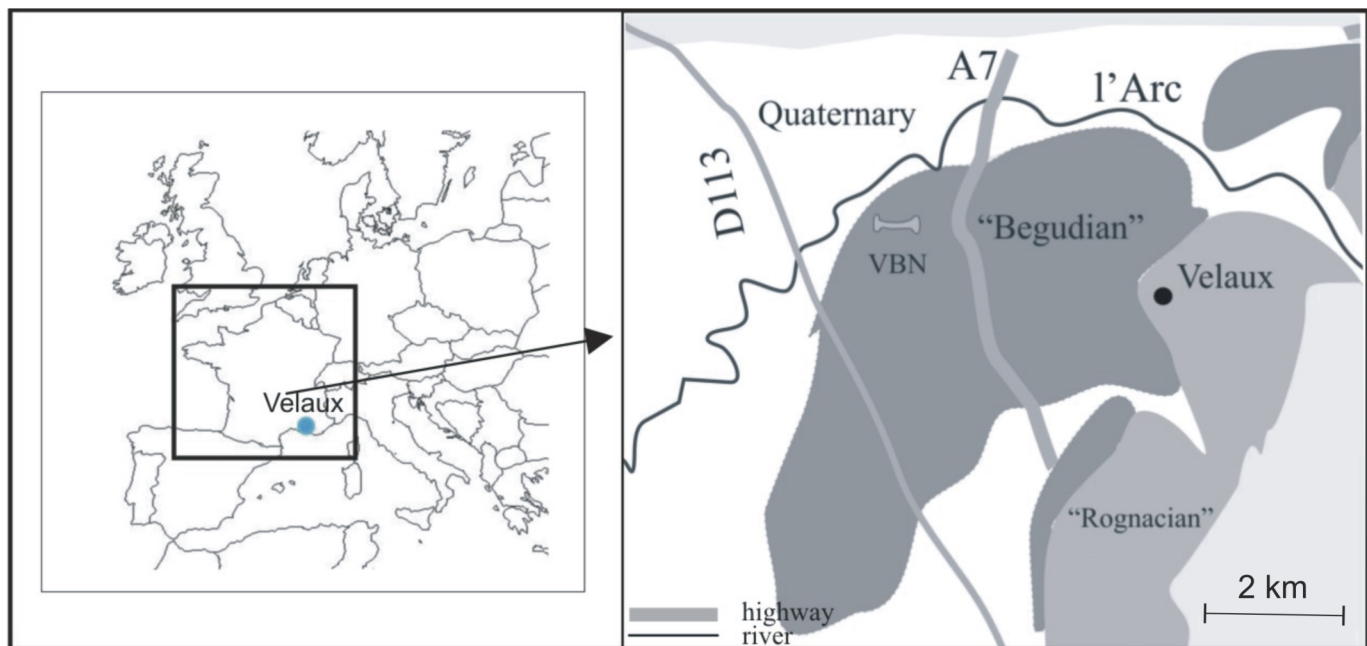 Velaux
A7
l’Arc
Quaternary
D113
“Begudian”
VBN
Velaux
“Rognacian”
2 km
highway
river